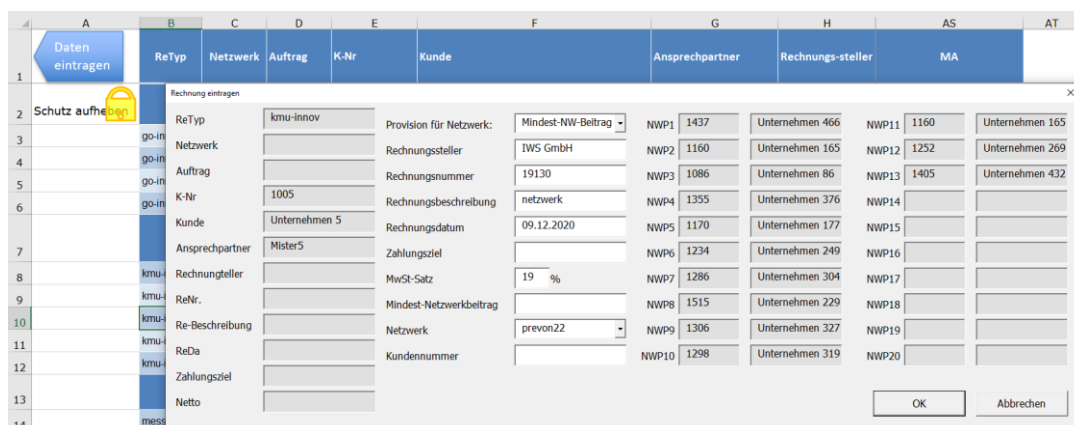 A B C D E F G H AS AT
Daten eintragen ReTyp Netzwerk Auftrag K-Nr Kunde Ansprechpartner Rechnungs-steller MA
1
2 Schutz aufheben
3 go-in
4 go-in
5 go-in
6 go-in
7
8 kmu-i
9 kmu-i
10 kmu-i
11 kmu-i
12 kmu-i
13
14 mess
Rechnung eintragen ×
ReTyp kmu-innov
Netzwerk
Auftrag
K-Nr 1005
Kunde Unternehmen 5
Ansprechpartner Mister5
Rechnungteller
ReNr.
Re-Beschreibung
ReDa
Zahlungsziel
Netto
Provision für Netzwerk: Mindest-NW-Beitrag
Rechnungssteller IWS GmbH
Rechnungsnummer 19130
Rechnungsbeschreibung netzwerk
Rechnungsdatum 09.12.2020
Zahlungsziel
MwSt-Satz 19 %
Mindest-Netzwerkbeitrag
Netzwerk prevon22
Kundennummer
NWP1 1437 Unternehmen 466
NWP2 1160 Unternehmen 165
NWP3 1086 Unternehmen 86
NWP4 1355 Unternehmen 376
NWP5 1170 Unternehmen 177
NWP6 1234 Unternehmen 249
NWP7 1286 Unternehmen 304
NWP8 1515 Unternehmen 229
NWP9 1306 Unternehmen 327
NWP10 1298 Unternehmen 319
NWP11 1160 Unternehmen 165
NWP12 1252 Unternehmen 269
NWP13 1405 Unternehmen 432
NWP14
NWP15
NWP16
NWP17
NWP18
NWP19
NWP20
OK Abbrechen